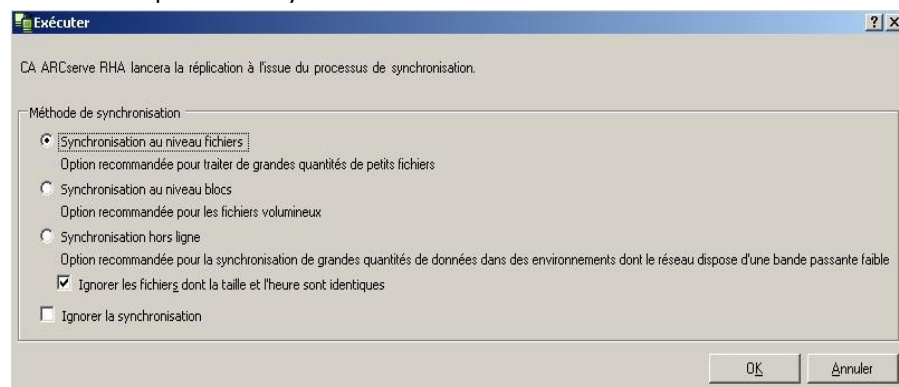 Exécuter
CA ARCserve RHA lancera la réplication à l'issue du processus de synchronisation.
Méthode de synchronisation
Synchronisation au niveau fichiers
Option recommandée pour traiter de grandes quantités de petits fichiers
Synchronisation au niveau blocs
Option recommandée pour les fichiers volumineux
Synchronisation hors ligne
Option recommandée pour la synchronisation de grandes quantités de données dans des environnements dont le réseau dispose d'une bande passante faible
Ignorer les fichiers dont la taille et l'heure sont identiques
Ignorer la synchronisation
OK Annuler